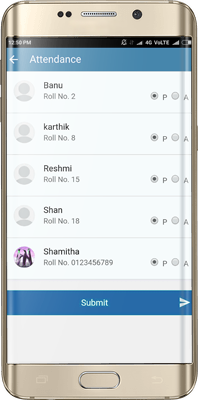 12:50 PM 4G VoLTE
Attendance
Banu
Roll No. 2 P A
karthik
Roll No. 8 P A
Reshmi
Roll No. 15 P A
Shan
Roll No. 18 P A
Shamitha
Roll No. 0123456789 P A
Submit